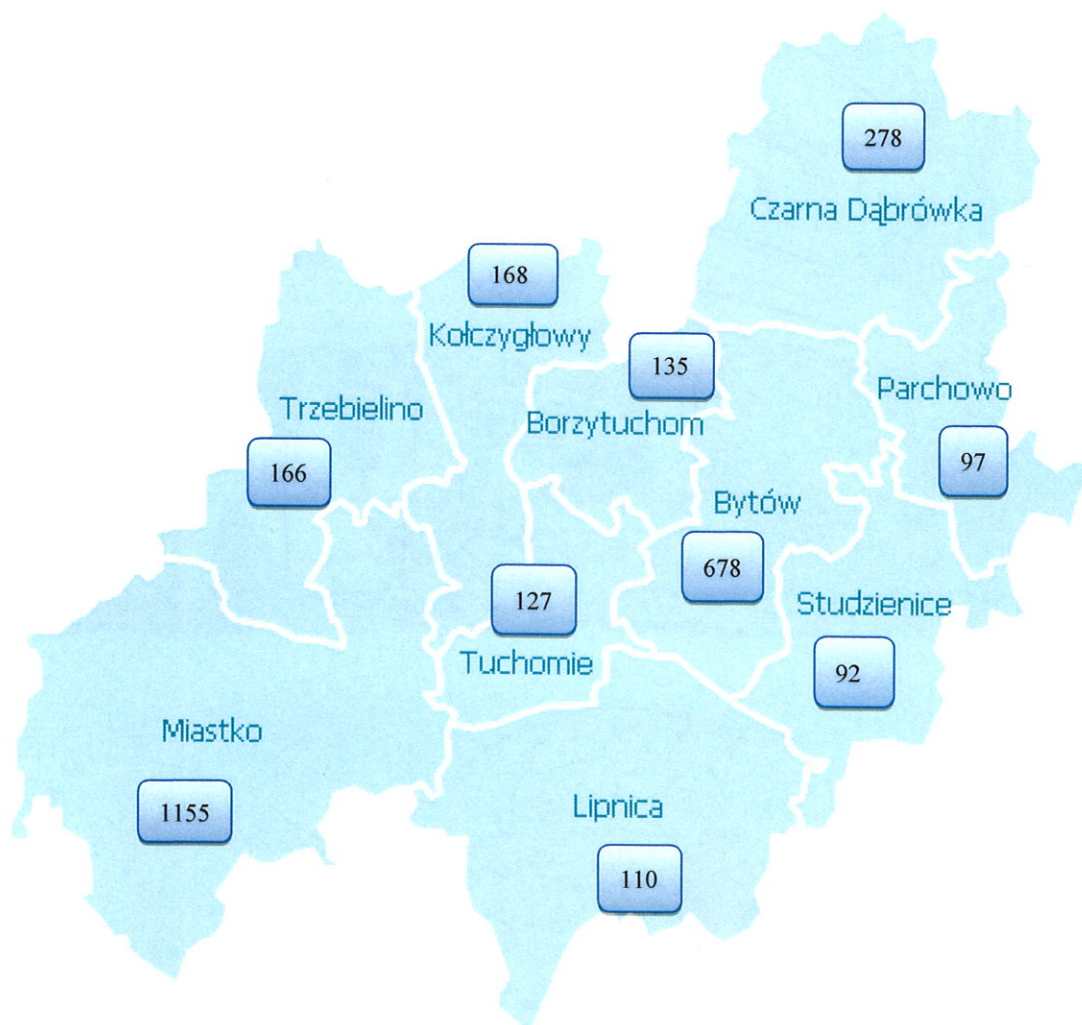 278
Czarna Dąbrówka
168
Kołczygłowy
135
Borzytuchom
Parchowo
97
Trzebielino
166
Bytów
678
127
Tuchomie
Studzienice
92
Miastko
1155
Lipnica
110